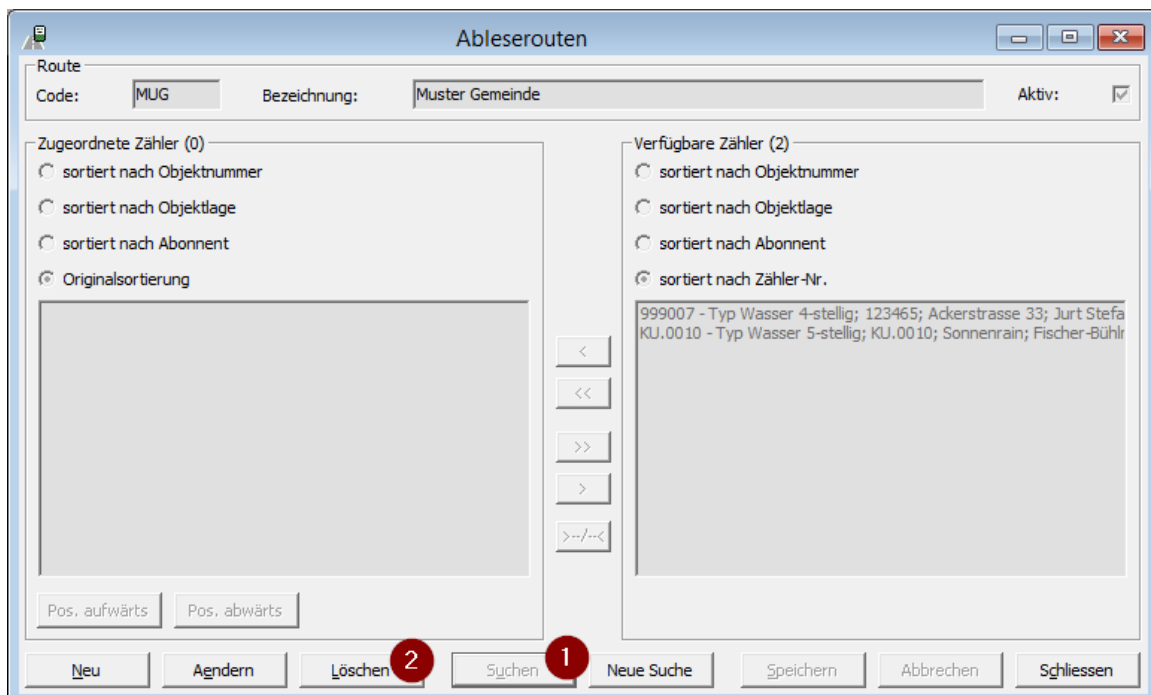 Ableserouten
Route
Code: MUG Bezeichnung: Muster Gemeinde Aktiv:
Zugeordnete Zähler (0)
sortiert nach Objektnummer
sortiert nach Objektlage
sortiert nach Abonnent
Originalsortierung
Pos. aufwärts Pos. abwärts
<
<<
>>
>
>--/--<
Verfügbare Zähler (2)
sortiert nach Objektnummer
sortiert nach Objektlage
sortiert nach Abonnent
sortiert nach Zähler-Nr.
999007 - Typ Wasser 4-stellig; 123465; Ackerstrasse 33; Jurt Stefa
KU.0010 - Typ Wasser 5-stellig; KU.0010; Sonnenrain; Fischer-Bühl
Neu Aendern Löschen 2 Suchen 1 Neue Suche Speichern Abbrechen Schliessen